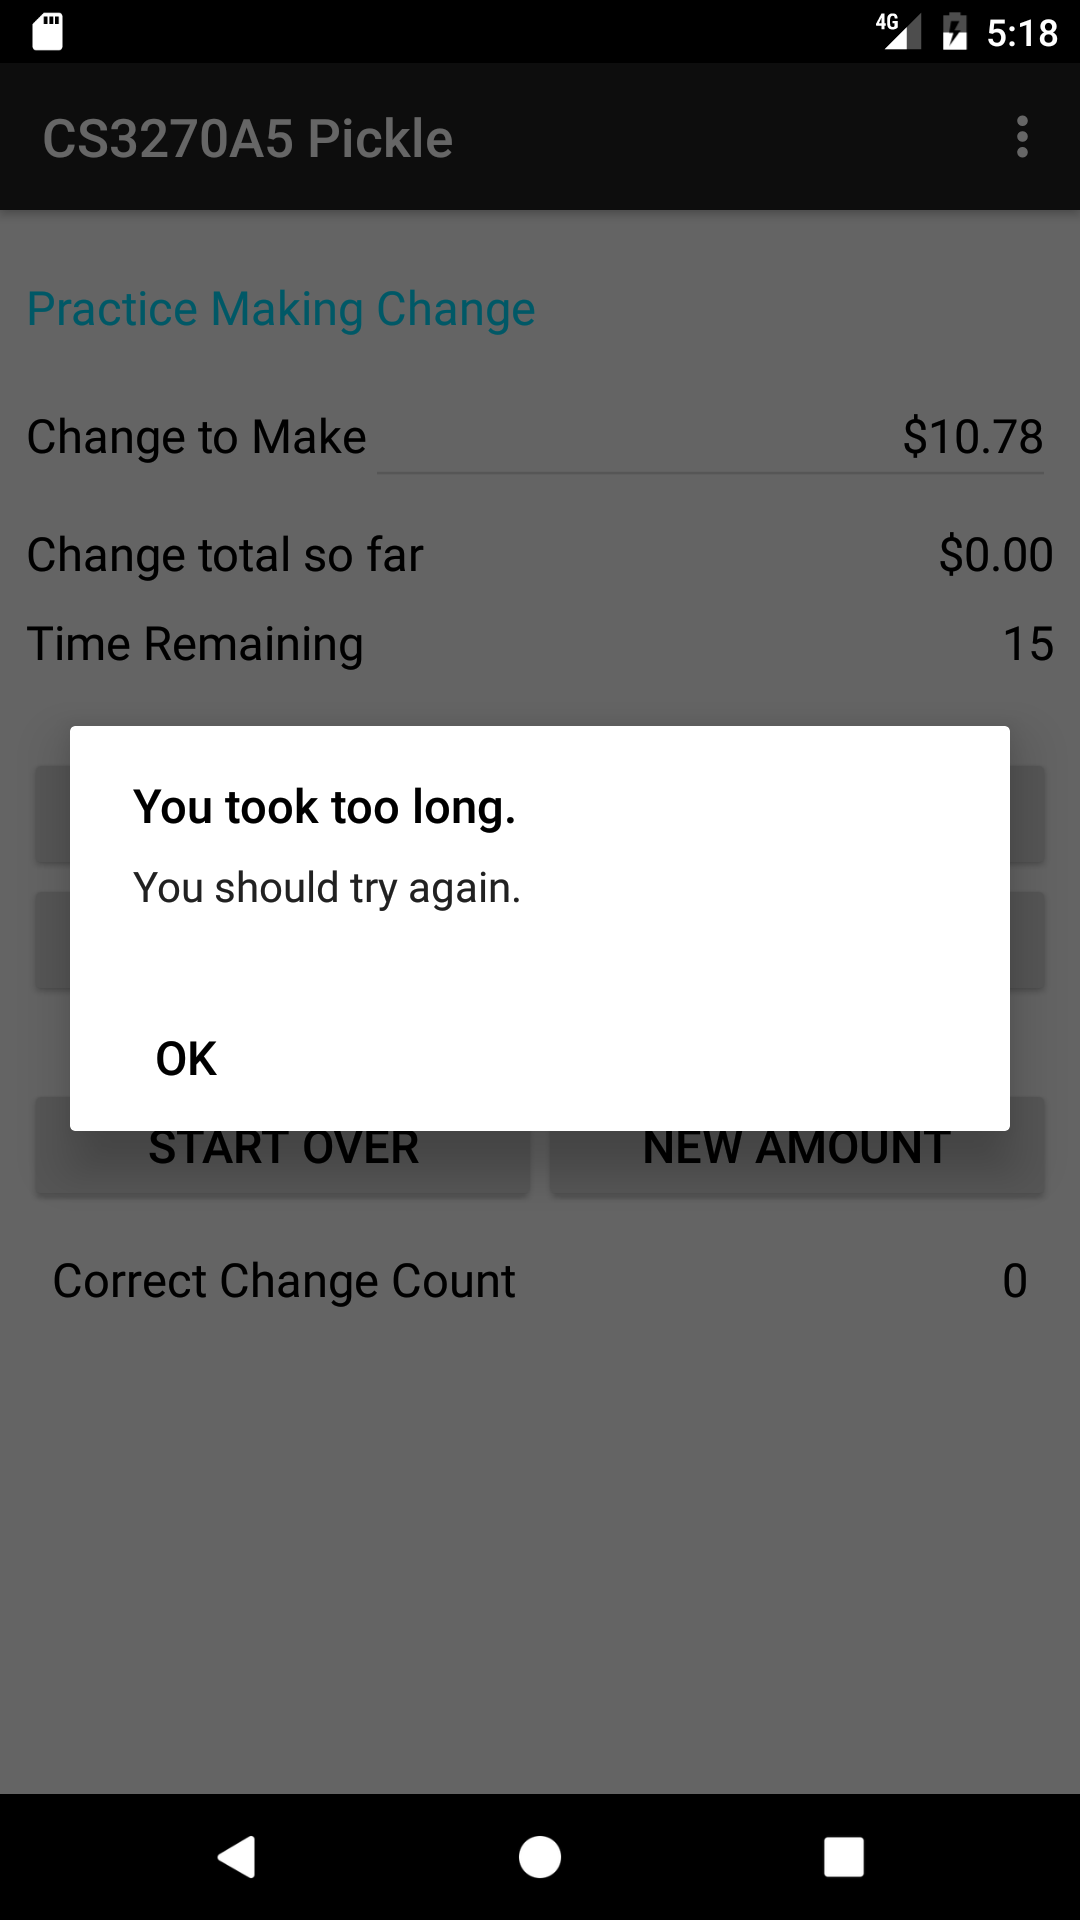 4G 5:18
CS3270A5 Pickle
Practice Making Change
Change to Make $10.78
Change total so far $0.00
Time Remaining 15
You took too long.
You should try again.
OK
START OVER NEW AMOUNT
Correct Change Count 0